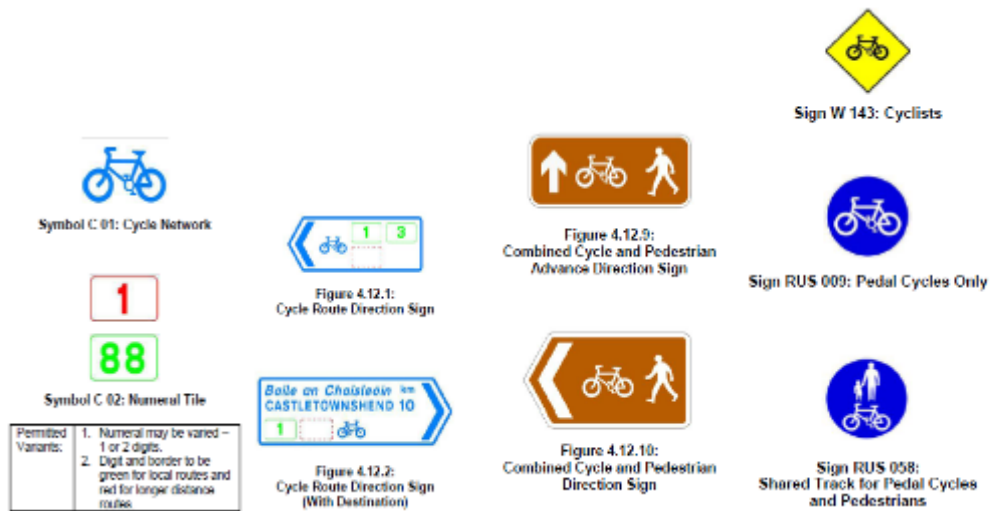 Symbol C 01: Cycle Network
1
88
Symbol C 02: Numeral Tile
Permitted Variants:
1. Numeral may be varied –
1 or 2 digits.
2. Digit and border to be
green for local routes and
red for longer distance
routes
1 3
Figure 4.12.1:
Cycle Route Direction Sign
Baile an Chaisleáin km
CASTLETOWNSHEND 10
1
Figure 4.12.2:
Cycle Route Direction Sign
(With Destination)
Figure 4.12.9:
Combined Cycle and Pedestrian
Advance Direction Sign
Figure 4.12.10:
Combined Cycle and Pedestrian
Direction Sign
Sign W 143: Cyclists
Sign RUS 009: Pedal Cycles Only
Sign RUS 058:
Shared Track for Pedal Cycles
and Pedestrians